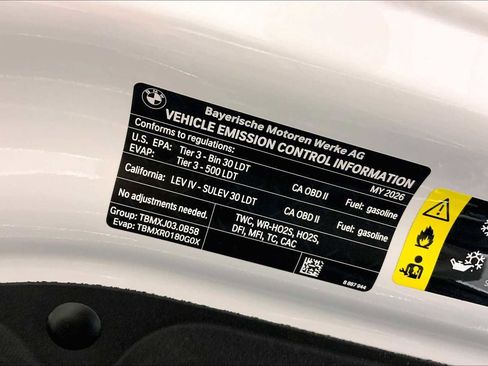 BMW
Bayerische Motoren Werke AG
VEHICLE EMISSION CONTROL INFORMATION
Conforms to regulations: MY 2026
U.S. EPA: Tier 3 - Bin 30 LDT CA OBD II Fuel: gasoline
EVAP: Tier 3 - 500 LDT
California: LEV IV - SULEV 30 LDT CA OBD II Fuel: gasoline
No adjustments needed.
Group: TBMXJ03.0B58
Evap: TBMXR0180G0X
TWC, WR-HO2S, HO2S,
DFI, MFI, TC, CAC